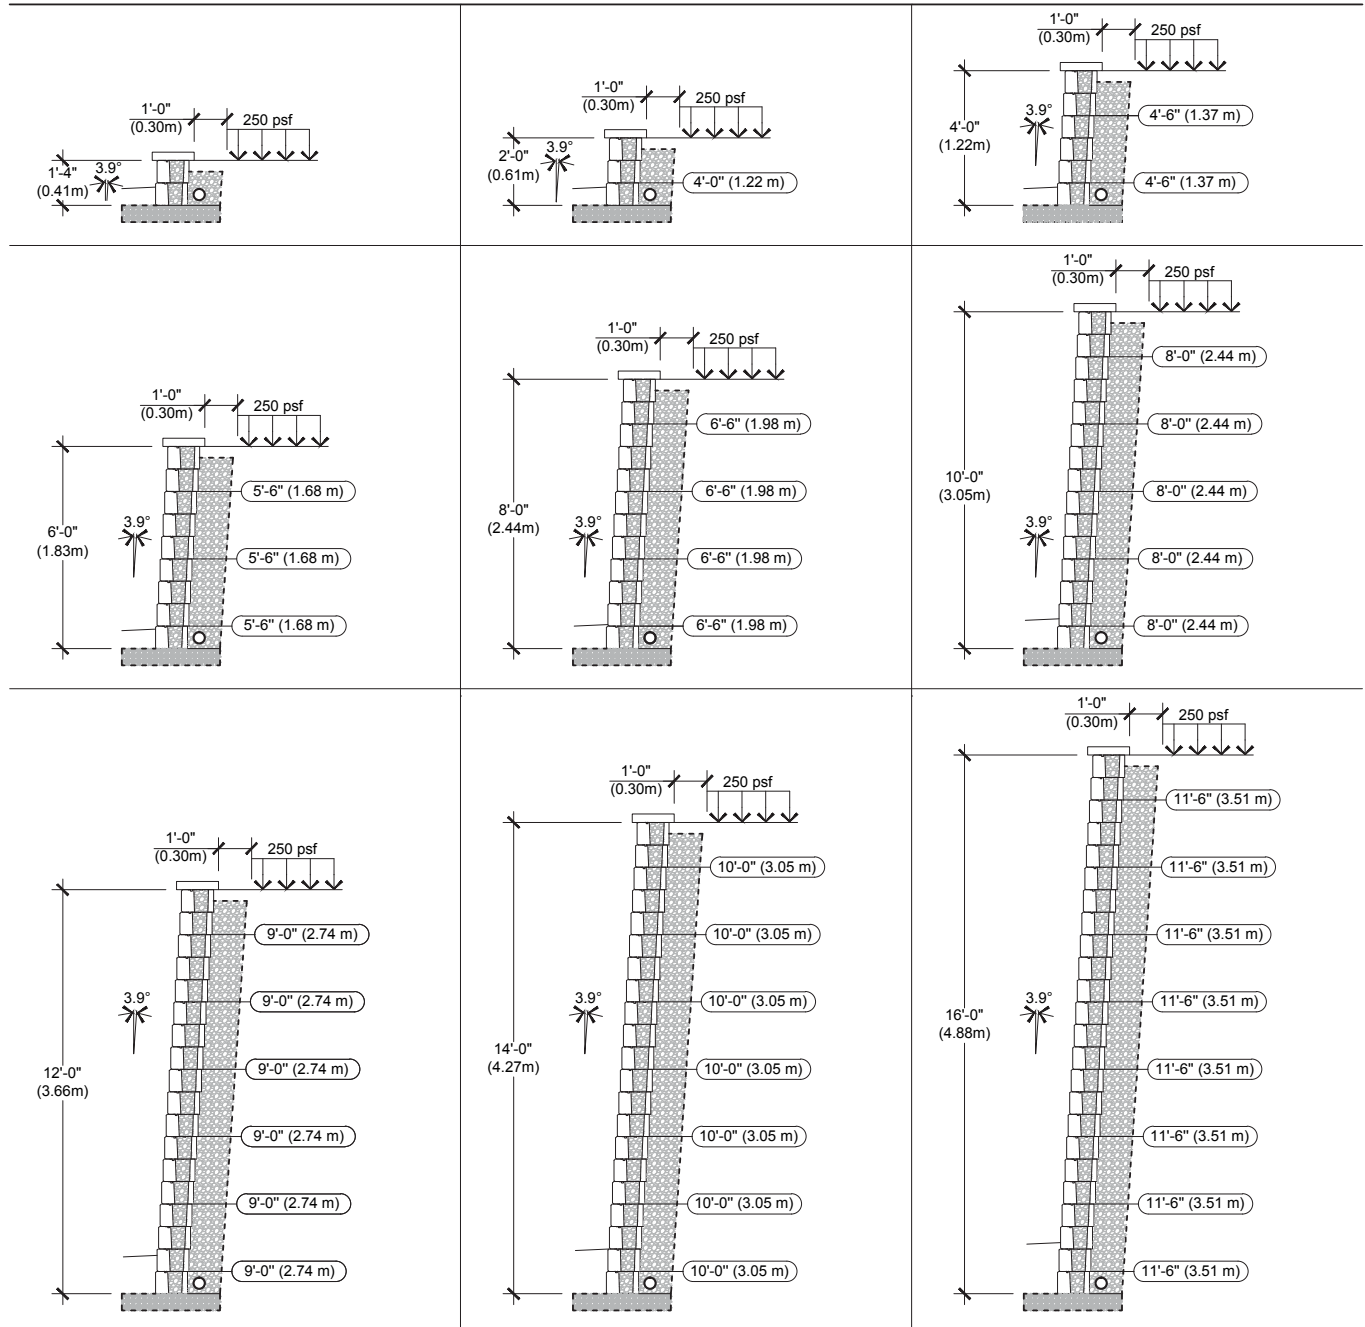 1'-0"
(0.30m)
250 psf
1'-4"
(0.41m)
3.9°
1'-0"
(0.30m)
250 psf
2'-0"
(0.61m)
3.9°
4'-0" (1.22 m)
1'-0"
(0.30m)
250 psf
4'-0"
(1.22m)
3.9°
4'-6" (1.37 m)
4'-6" (1.37 m)
1'-0"
(0.30m)
250 psf
6'-0"
(1.83m)
3.9°
5'-6" (1.68 m)
5'-6" (1.68 m)
5'-6" (1.68 m)
1'-0"
(0.30m)
250 psf
8'-0"
(2.44m)
3.9°
6'-6" (1.98 m)
6'-6" (1.98 m)
6'-6" (1.98 m)
6'-6" (1.98 m)
1'-0"
(0.30m)
250 psf
10'-0"
(3.05m)
3.9°
8'-0" (2.44 m)
8'-0" (2.44 m)
8'-0" (2.44 m)
8'-0" (2.44 m)
8'-0" (2.44 m)
1'-0"
(0.30m)
250 psf
12'-0"
(3.66m)
3.9°
9'-0" (2.74 m)
9'-0" (2.74 m)
9'-0" (2.74 m)
9'-0" (2.74 m)
9'-0" (2.74 m)
9'-0" (2.74 m)
1'-0"
(0.30m)
250 psf
14'-0"
(4.27m)
3.9°
10'-0" (3.05 m)
10'-0" (3.05 m)
10'-0" (3.05 m)
10'-0" (3.05 m)
10'-0" (3.05 m)
10'-0" (3.05 m)
10'-0" (3.05 m)
1'-0"
(0.30m)
250 psf
16'-0"
(4.88m)
3.9°
11'-6" (3.51 m)
11'-6" (3.51 m)
11'-6" (3.51 m)
11'-6" (3.51 m)
11'-6" (3.51 m)
11'-6" (3.51 m)
11'-6" (3.51 m)
11'-6" (3.51 m)